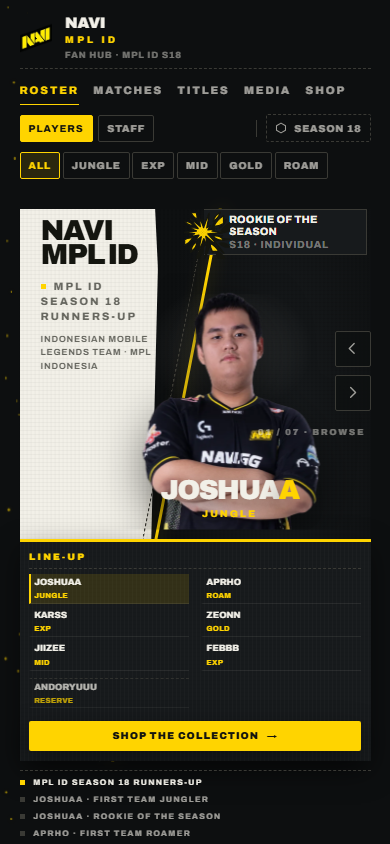 NAVI
MPL ID
FAN HUB · MPL ID S18
ROSTER MATCHES TITLES MEDIA SHOP
PLAYERS STAFF SEASON 18
ALL JUNGLE EXP MID GOLD ROAM
NAVI
MPL ID
MPL ID
SEASON 18
RUNNERS-UP
INDONESIAN MOBILE
LEGENDS TEAM · MPL
INDONESIA
ROOKIE OF THE
SEASON
S18 · INDIVIDUAL
/ 07 · BROWSE
NAVI
JOSHUAA
JUNGLE
LINE-UP
JOSHUAA
JUNGLE
APRHO
ROAM
KARSS
EXP
ZEONN
GOLD
JIIZEE
MID
FEBBB
EXP
ANDORYUUU
RESERVE
SHOP THE COLLECTION →
MPL ID SEASON 18 RUNNERS-UP
JOSHUAA · FIRST TEAM JUNGLER
JOSHUAA · ROOKIE OF THE SEASON
APRHO · FIRST TEAM ROAMER